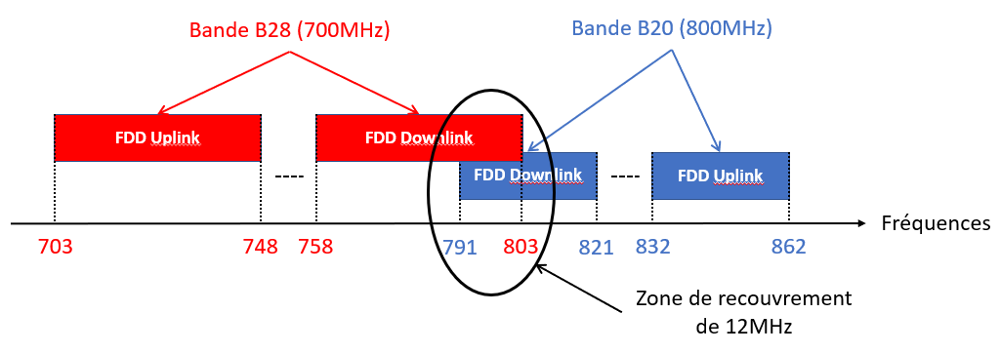 Bande B28 (700MHz)
Bande B20 (800MHz)
FDD Uplink
FDD Downlink
FDD Downlink
FDD Uplink
703
748
758
791
803
821
832
862
Fréquences
Zone de recouvrement
de 12MHz